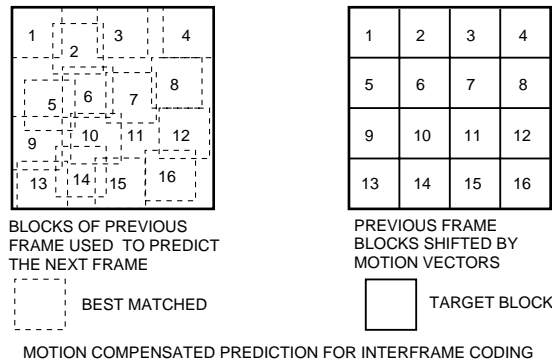 1 2 3 4
5 6 7 8
9 10 11 12
13 14 15 16
BLOCKS OF PREVIOUS
FRAME USED TO PREDICT
THE NEXT FRAME
BEST MATCHED
1 2 3 4
5 6 7 8
9 10 11 12
13 14 15 16
PREVIOUS FRAME
BLOCKS SHIFTED BY
MOTION VECTORS
TARGET BLOCK
MOTION COMPENSATED PREDICTION FOR INTERFRAME CODING